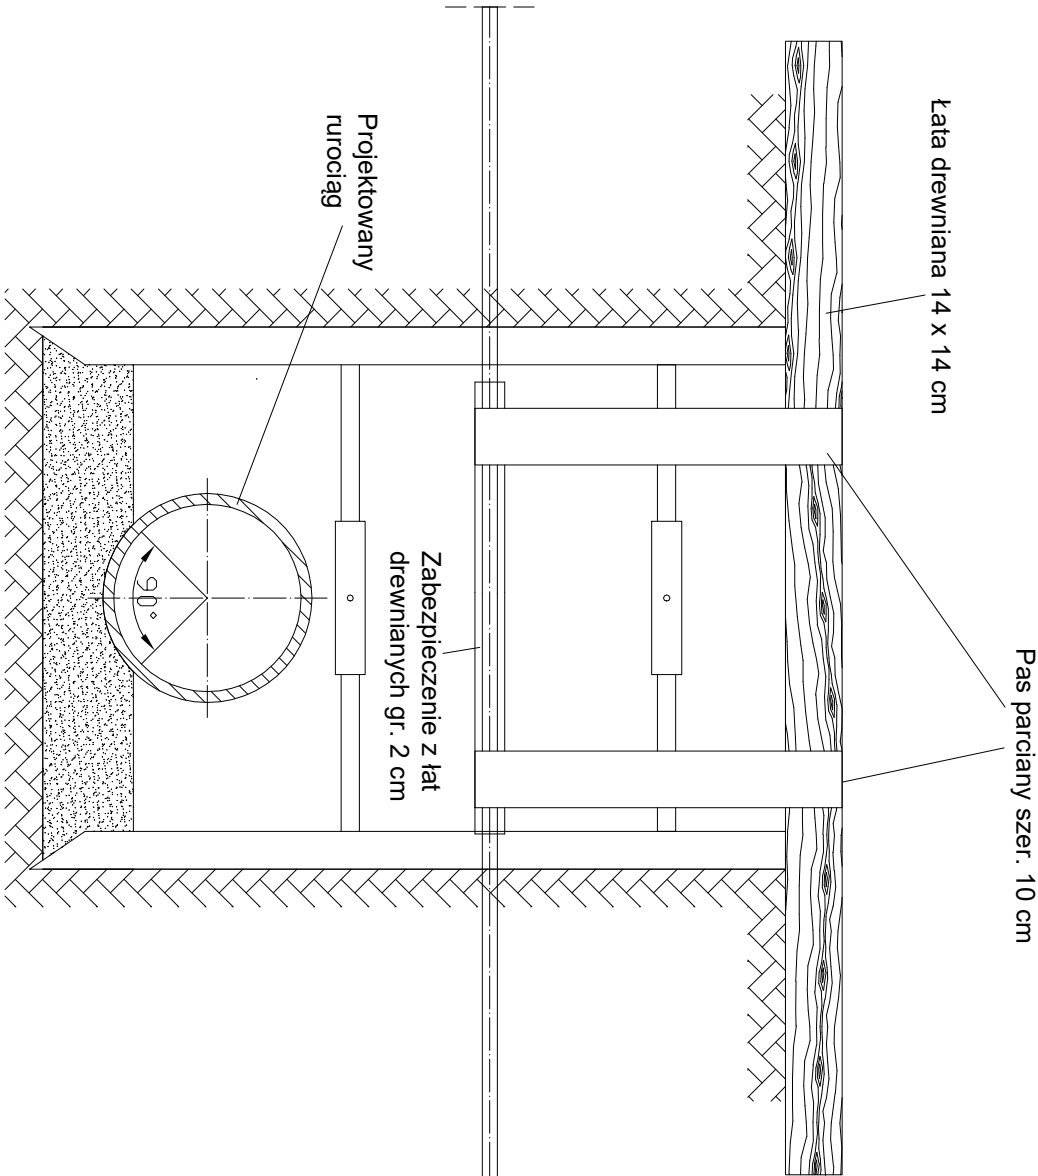 Pas parciany szer. 10 cm
Łata drewniana 14 x 14 cm
Zabezpieczenie z łat
drewnianych gr. 2 cm
Projektowany
rurociąg
90°